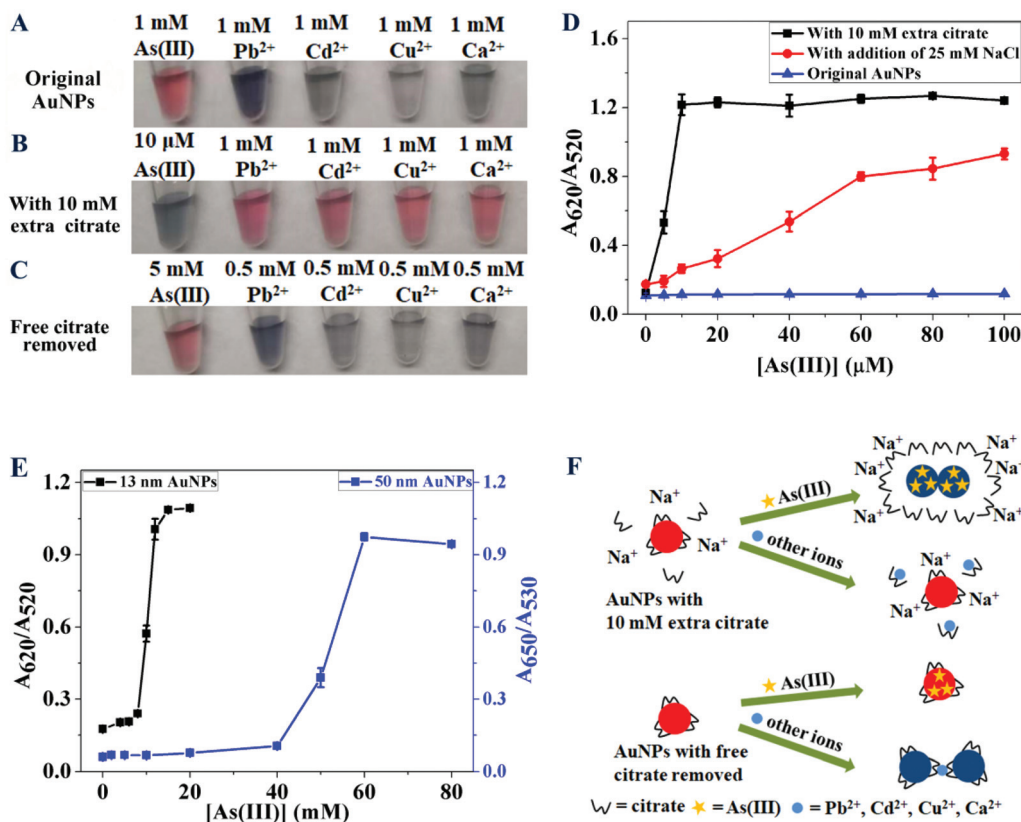 A
1 mM 1 mM 1 mM 1 mM 1 mM
As(III) Pb²⁺ Cd²⁺ Cu²⁺ Ca²⁺
Original
AuNPs
B
10 µM 1 mM 1 mM 1 mM 1 mM
As(III) Pb²⁺ Cd²⁺ Cu²⁺ Ca²⁺
With 10 mM
extra citrate
C
5 mM 0.5 mM 0.5 mM 0.5 mM 0.5 mM
As(III) Pb²⁺ Cd²⁺ Cu²⁺ Ca²⁺
Free citrate
removed
D
With 10 mM extra citrate
With addition of 25 mM NaCl
Original AuNPs
A₆₂₀/A₅₂₀
1.6
1.2
0.8
0.4
0.0
0 20 40 60 80 100
[As(III)] (µM)
E
13 nm AuNPs
50 nm AuNPs
A₆₂₀/A₅₂₀
1.2
0.9
0.6
0.3
0.0
A₆₅₀/A₅₃₀
1.2
0.9
0.6
0.3
0.0
0 20 40 60 80
[As(III)] (mM)
F
Na⁺ Na⁺
Na⁺ Na⁺
Na⁺ Na⁺
Na⁺
Na⁺ Na⁺
As(III)
other ions
Na⁺
Na⁺ Na⁺
AuNPs with
10 mM extra citrate
As(III)
other ions
AuNPs with free
citrate removed
= citrate = As(III) = Pb²⁺, Cd²⁺, Cu²⁺, Ca²⁺